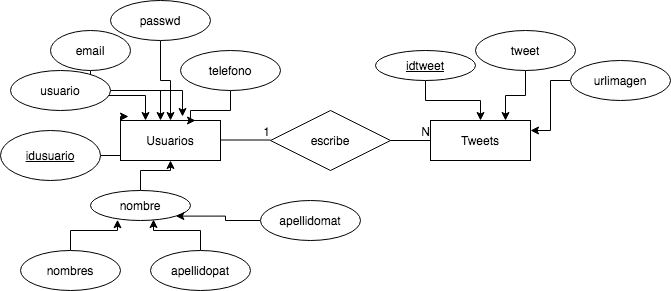 passwd
email
tweet
telefono
idtweet
usuario
urlimagen
Usuarios
1
escribe
N
Tweets
idusuario
nombre
apellidomat
nombres
apellidopat